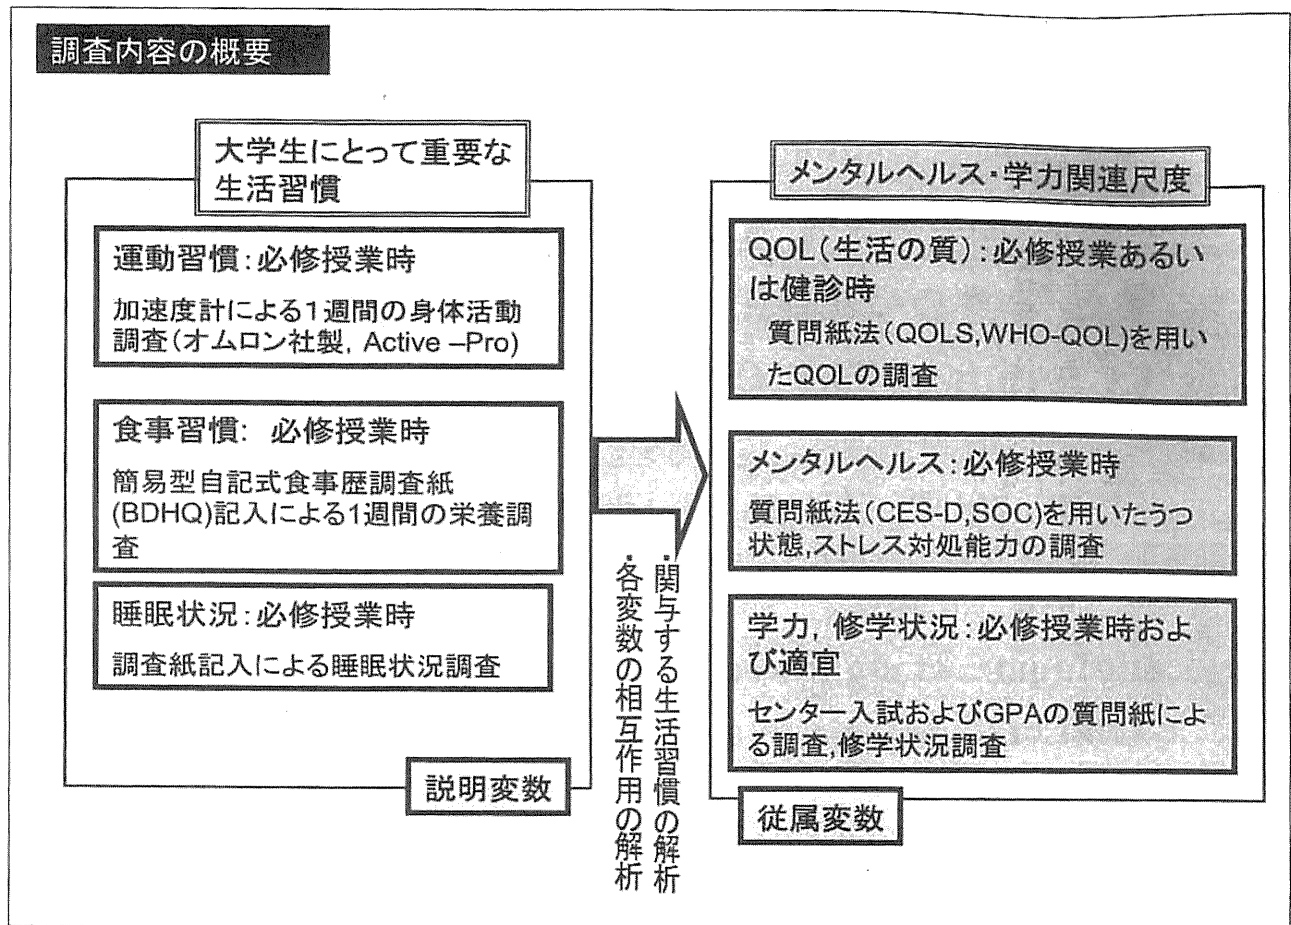 調査内容の概要
大学生にとって重要な
生活習慣
運動習慣:必修授業時
加速度計による1週間の身体活動
調査(オムロン社製, Active –Pro)
食事習慣: 必修授業時
簡易型自記式食事歴調査紙
(BDHQ)記入による1週間の栄養調
査
睡眠状況:必修授業時
調査紙記入による睡眠状況調査
説明変数
・関与する生活習慣の解析
・各変数の相互作用の解析
メンタルヘルス・学力関連尺度
QOL(生活の質):必修授業あるい
は健診時
質問紙法(QOLS,WHO-QOL)を用い
たQOLの調査
メンタルヘルス:必修授業時
質問紙法(CES-D,SOC)を用いたうつ
状態,ストレス対処能力の調査
学力, 修学状況:必修授業時およ
び適宜
センター入試およびGPAの質問紙によ
る調査,修学状況調査
従属変数